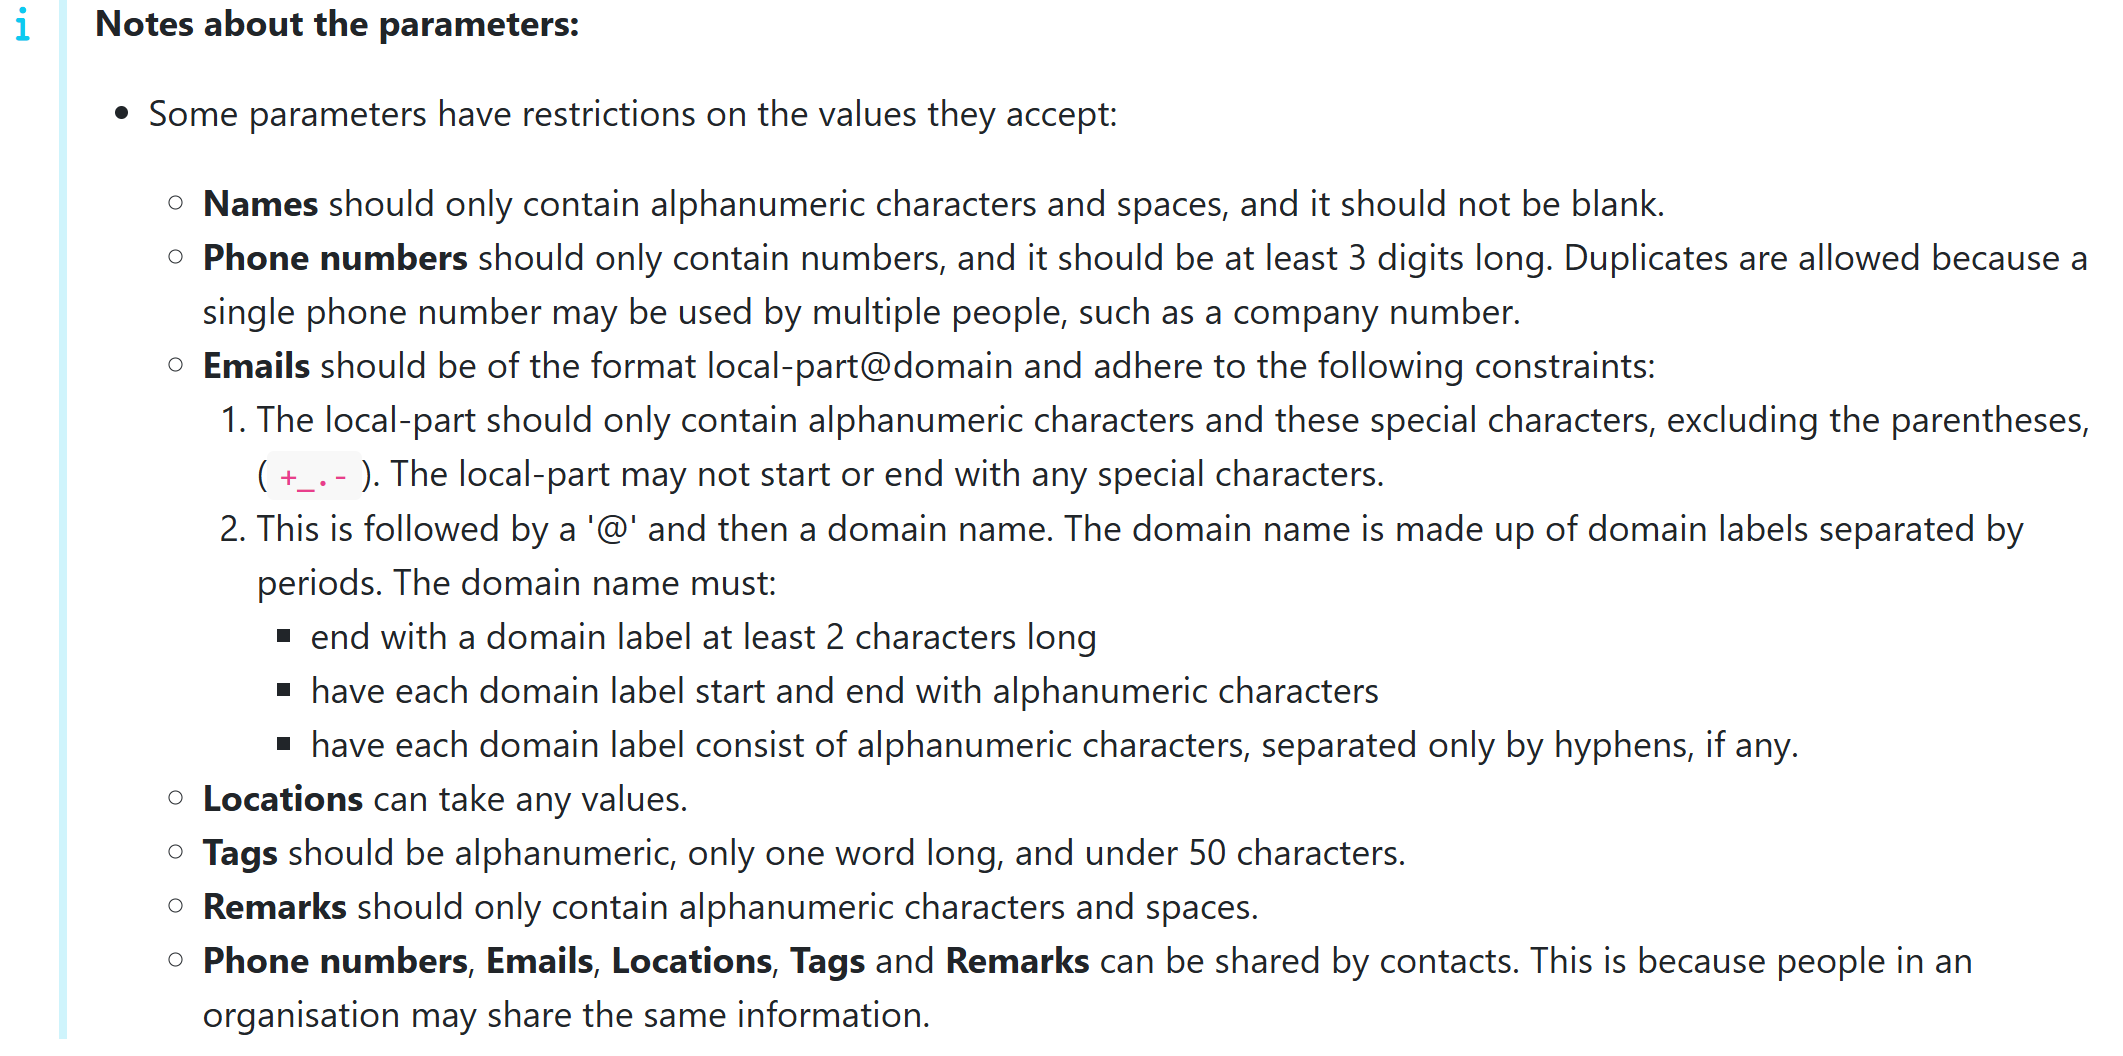 Notes about the parameters:
Some parameters have restrictions on the values they accept:
Names should only contain alphanumeric characters and spaces, and it should not be blank.
Phone numbers should only contain numbers, and it should be at least 3 digits long. Duplicates are allowed because a
single phone number may be used by multiple people, such as a company number.
Emails should be of the format local-part@domain and adhere to the following constraints:
1. The local-part should only contain alphanumeric characters and these special characters, excluding the parentheses,
( +_.- ). The local-part may not start or end with any special characters.
2. This is followed by a '@' and then a domain name. The domain name is made up of domain labels separated by
periods. The domain name must:
end with a domain label at least 2 characters long
have each domain label start and end with alphanumeric characters
have each domain label consist of alphanumeric characters, separated only by hyphens, if any.
Locations can take any values.
Tags should be alphanumeric, only one word long, and under 50 characters.
Remarks should only contain alphanumeric characters and spaces.
Phone numbers, Emails, Locations, Tags and Remarks can be shared by contacts. This is because people in an
organisation may share the same information.